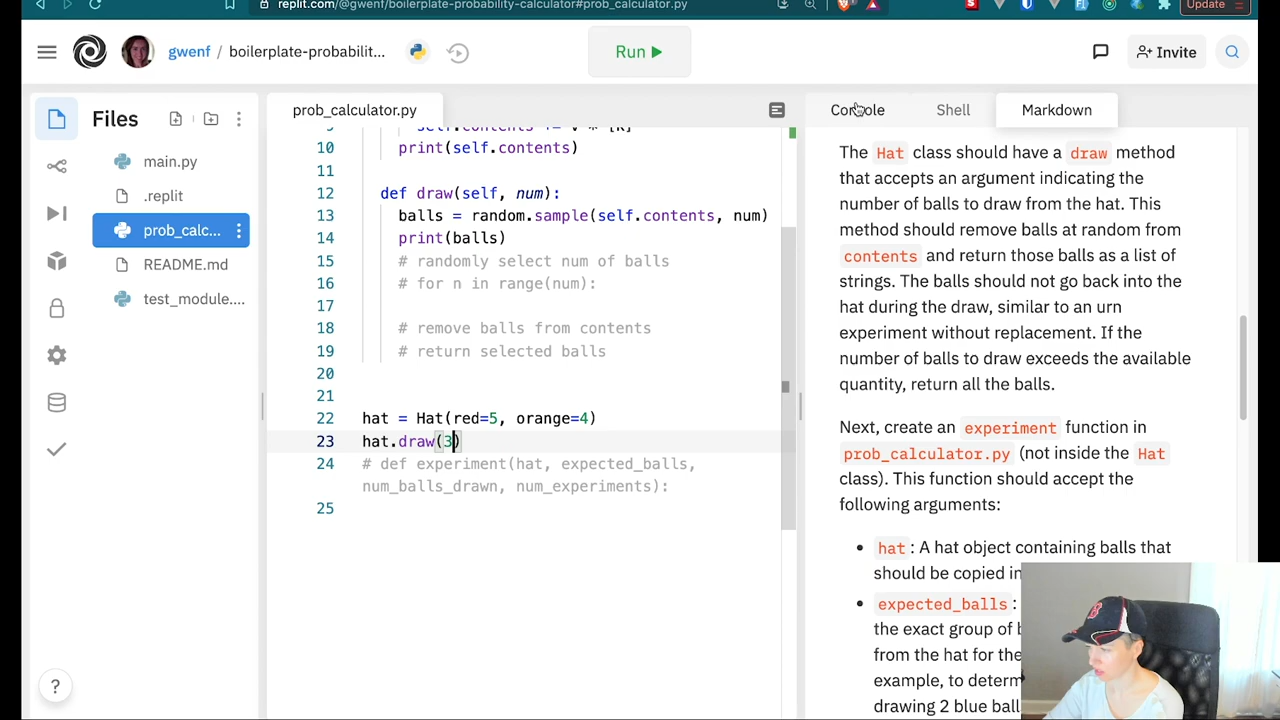 replit.com/@gwenf/boilerplate-probability-calculator#prob_calculator.py
Update
gwenf / boilerplate-probabilit...
Run
Invite
Files
prob_calculator.py
Console
Shell
Markdown
main.py
.replit
prob_calc...
README.md
test_module....
10 print(self.contents)
11
12 def draw(self, num):
13 balls = random.sample(self.contents, num)
14 print(balls)
15 # randomly select num of balls
16 # for n in range(num):
17
18 # remove balls from contents
19 # return selected balls
20
21
22 hat = Hat(red=5, orange=4)
23 hat.draw(3)
24 # def experiment(hat, expected_balls,
num_balls_drawn, num_experiments):
25
The Hat class should have a draw method
that accepts an argument indicating the
number of balls to draw from the hat. This
method should remove balls at random from
contents and return those balls as a list of
strings. The balls should not go back into the
hat during the draw, similar to an urn
experiment without replacement. If the
number of balls to draw exceeds the available
quantity, return all the balls.
Next, create an experiment function in
prob_calculator.py (not inside the Hat
class). This function should accept the
following arguments:
• hat : A hat object containing balls that
should be copied in
• expected_balls :
the exact group of
from the hat for the
example, to determ
drawing 2 blue ball
?